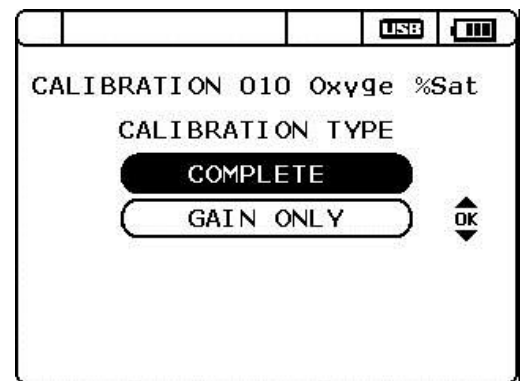 USB
CALIBRATION 010 Oxyge %Sat
CALIBRATION TYPE
COMPLETE
GAIN ONLY
OK